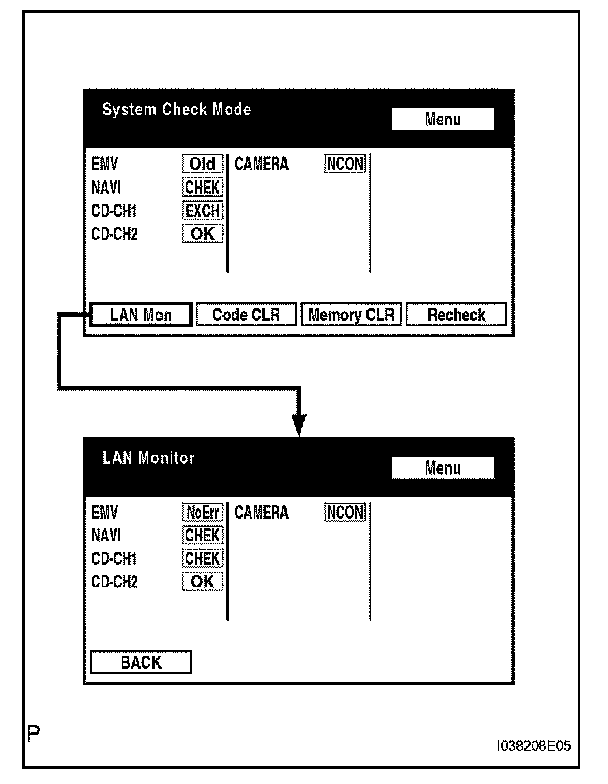 System Check Mode
Menu
EMV Old CAMERA NCON
NAVI CHEK
CD-CH1 EXCH
CD-CH2 OK
LAN Mon Code CLR Memory CLR Recheck
LAN Monitor
Menu
EMV NoErr CAMERA NCON
NAVI CHEK
CD-CH1 CHEK
CD-CH2 OK
BACK
P
I038208E05